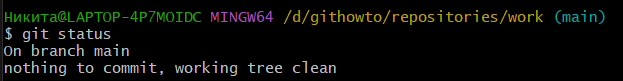 Никита@LAPTOP-4P7MOIDC MINGW64 /d/githowto/repositories/work (main)
$ git status
On branch main
nothing to commit, working tree clean